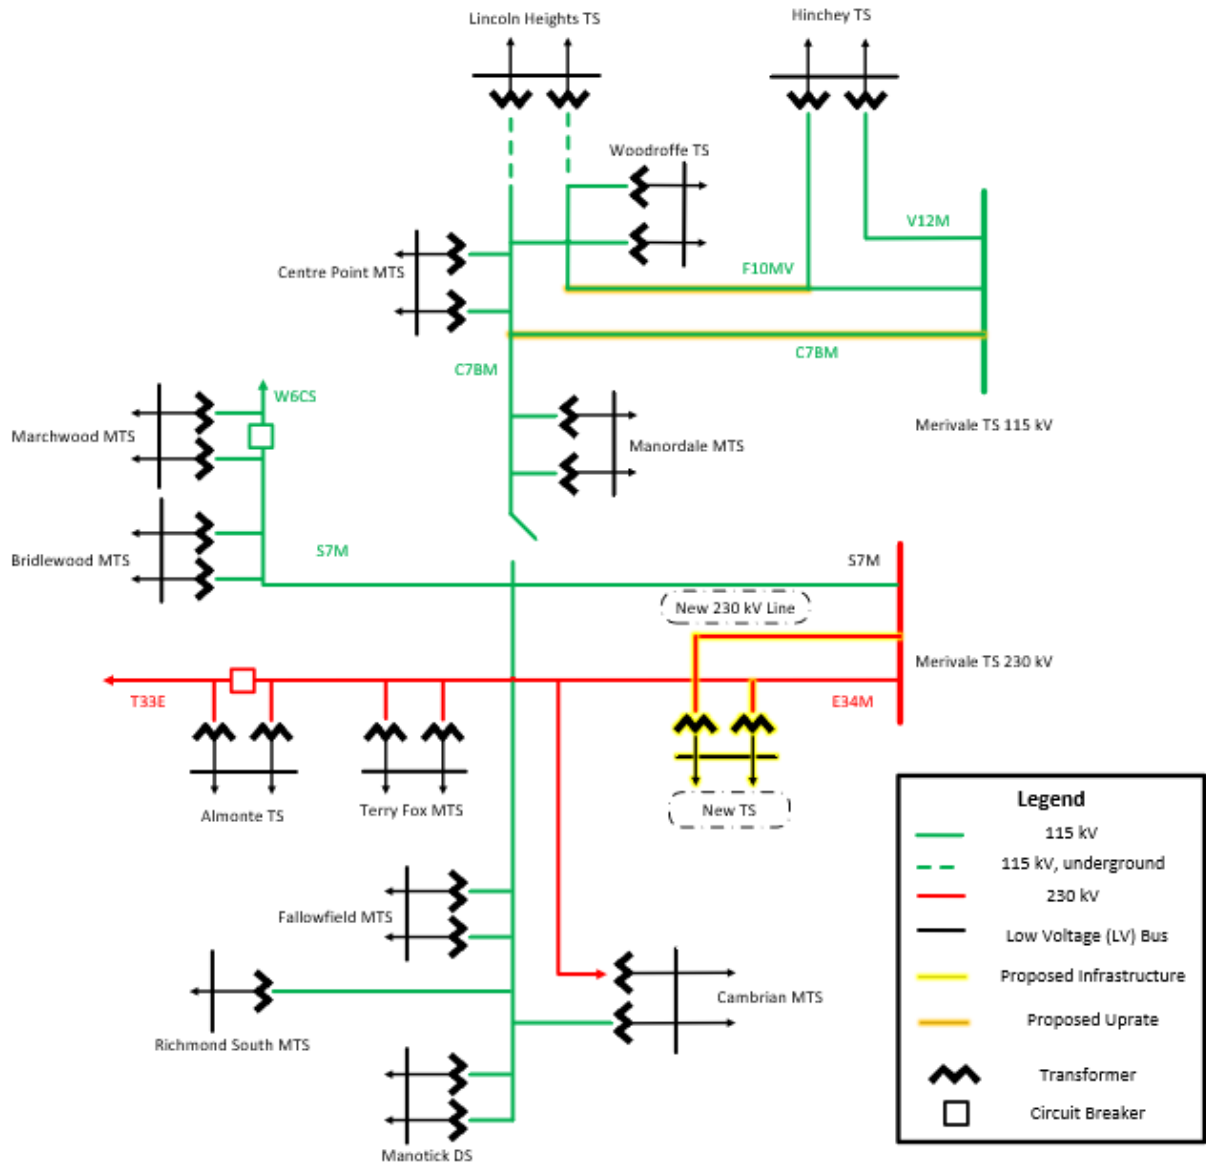 Lincoln Heights TS
Hinchey TS
Woodroffe TS
V12M
Centre Point MTS
F10MV
C7BM
C7BM
W6CS
Merivale TS 115 kV
Marchwood MTS
Manordale MTS
S7M
S7M
Bridlewood MTS
New 230 kV Line
Merivale TS 230 kV
T33E
E34M
Almonte TS
Terry Fox MTS
New TS
Legend
115 kV
115 kV, underground
230 kV
Low Voltage (LV) Bus
Proposed Infrastructure
Proposed Uprate
Transformer
Circuit Breaker
Fallowfield MTS
Cambrian MTS
Richmond South MTS
Manotick DS